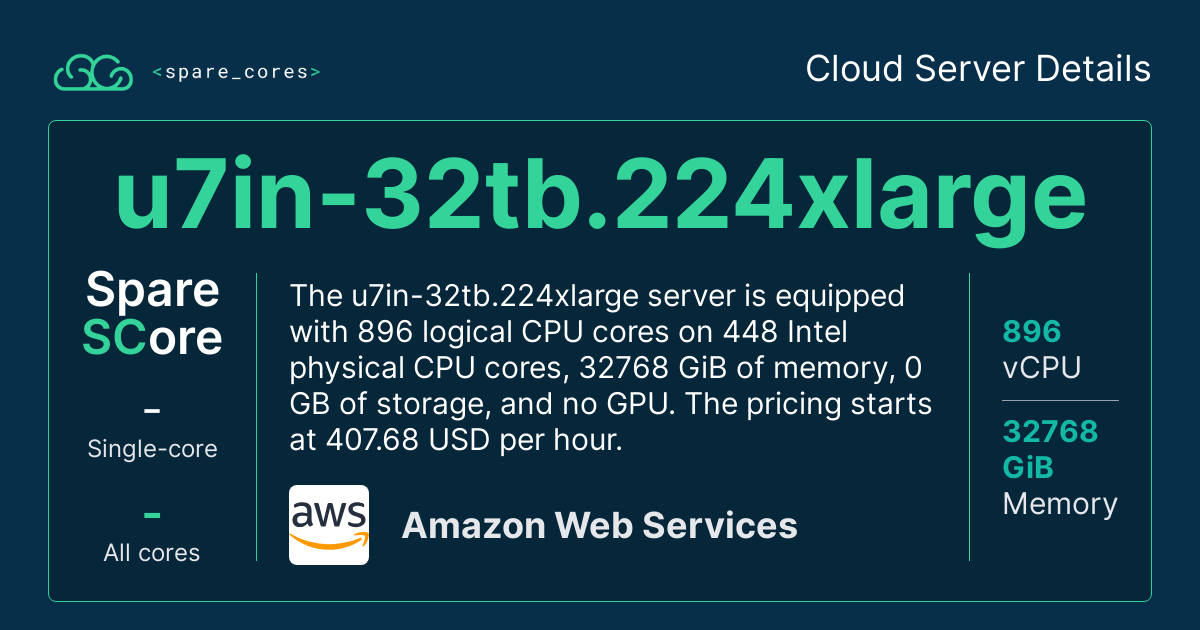 <spare_cores>
Cloud Server Details
u7in-32tb.224xlarge
Spare
SCore
-
Single-core
-
All cores
The u7in-32tb.224xlarge server is equipped
with 896 logical CPU cores on 448 Intel
physical CPU cores, 32768 GiB of memory, 0
GB of storage, and no GPU. The pricing starts
at 407.68 USD per hour.
aws
Amazon Web Services
896
vCPU
32768
GiB
Memory